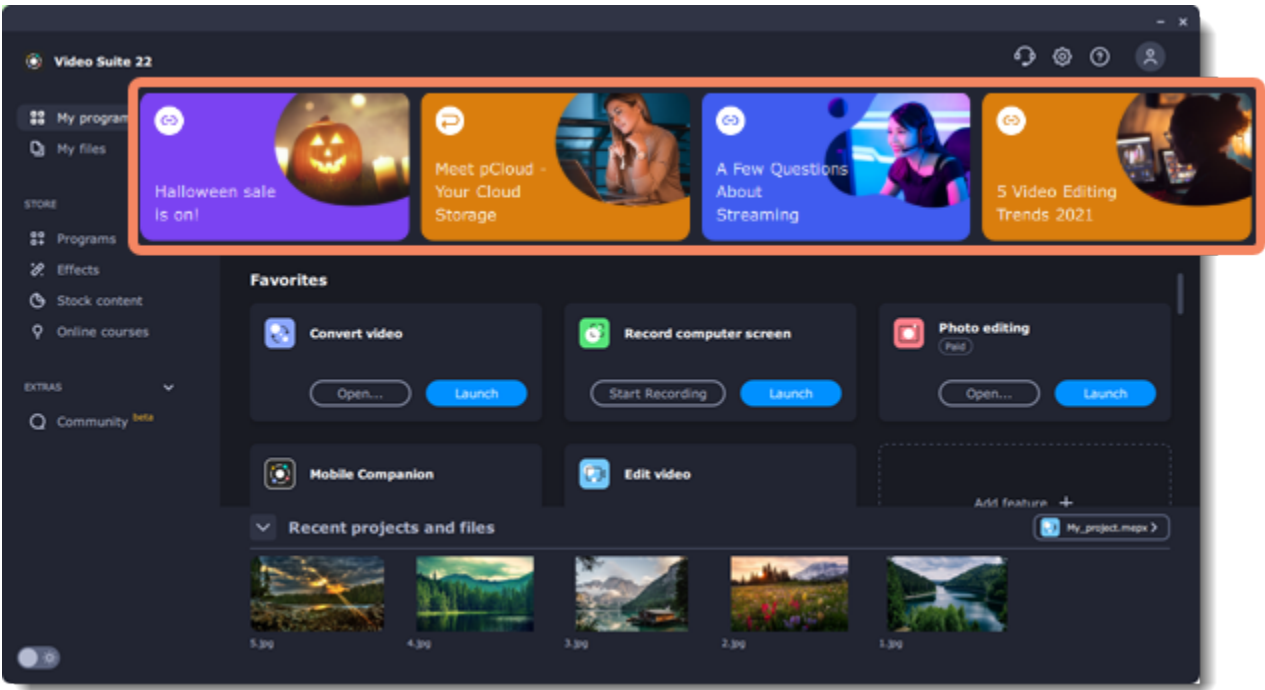 Video Suite 22
My program
My files
STORE
Programs
Effects
Stock content
Online courses
EXTRAS
Community beta
Halloween sale
is on!
Meet pCloud -
Your Cloud
Storage
A Few Questions
About
Streaming
5 Video Editing
Trends 2021
Favorites
Convert video
Open...
Launch
Record computer screen
Start Recording
Launch
Photo editing
Paid
Open...
Launch
Mobile Companion
Edit video
Add feature +
Recent projects and files
My_project.mepx >
5.jpg
4.jpg
3.jpg
2.jpg
1.jpg